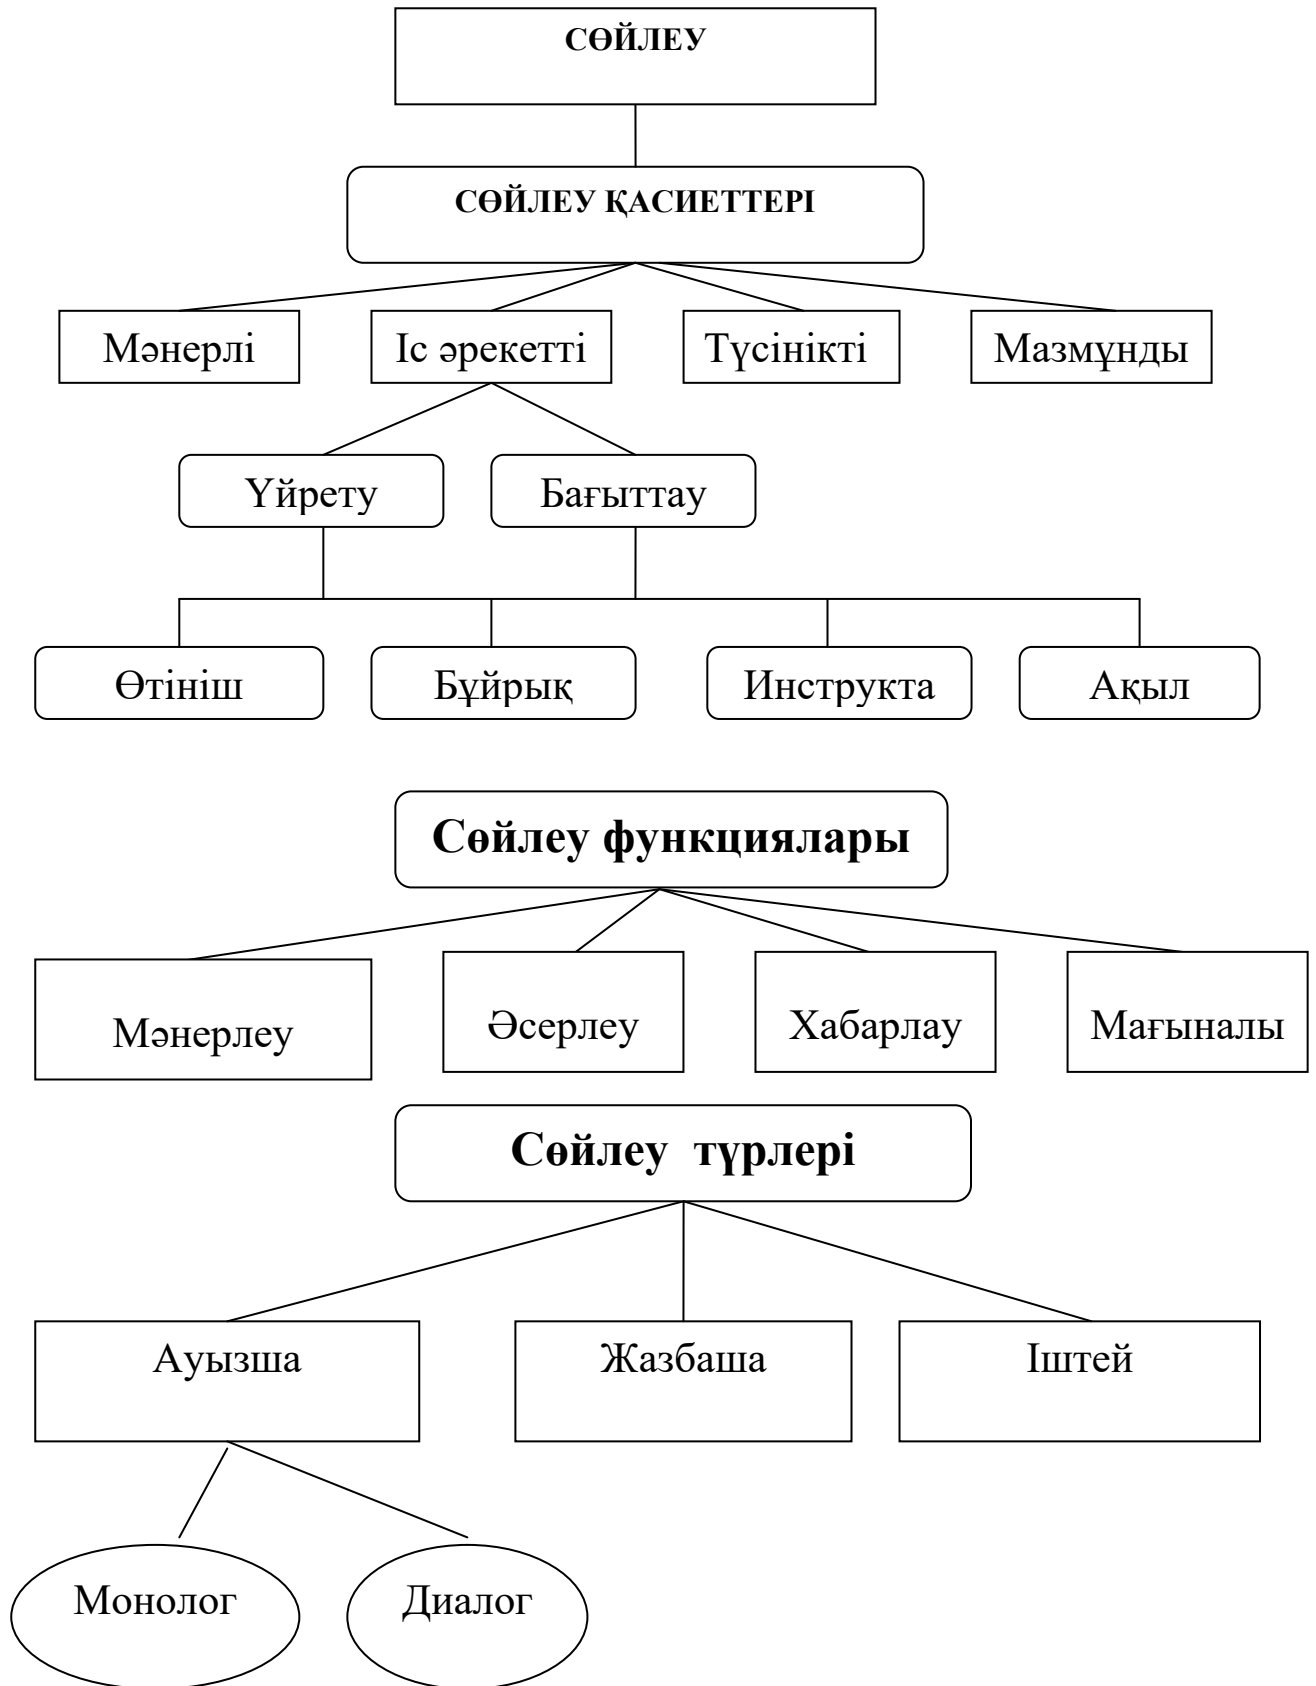 СӨЙЛЕУ
СӨЙЛЕУ ҚАСИЕТТЕРІ
Мәнерлі
Іс әрекетті
Түсінікті
Мазмұнды
Үйрету
Бағыттау
Өтініш
Бұйрық
Инструкта
Ақыл
Сөйлеу функциялары
Мәнерлеу
Әсерлеу
Хабарлау
Мағыналы
Сөйлеу түрлері
Ауызша
Жазбаша
Іштей
Монолог
Диалог